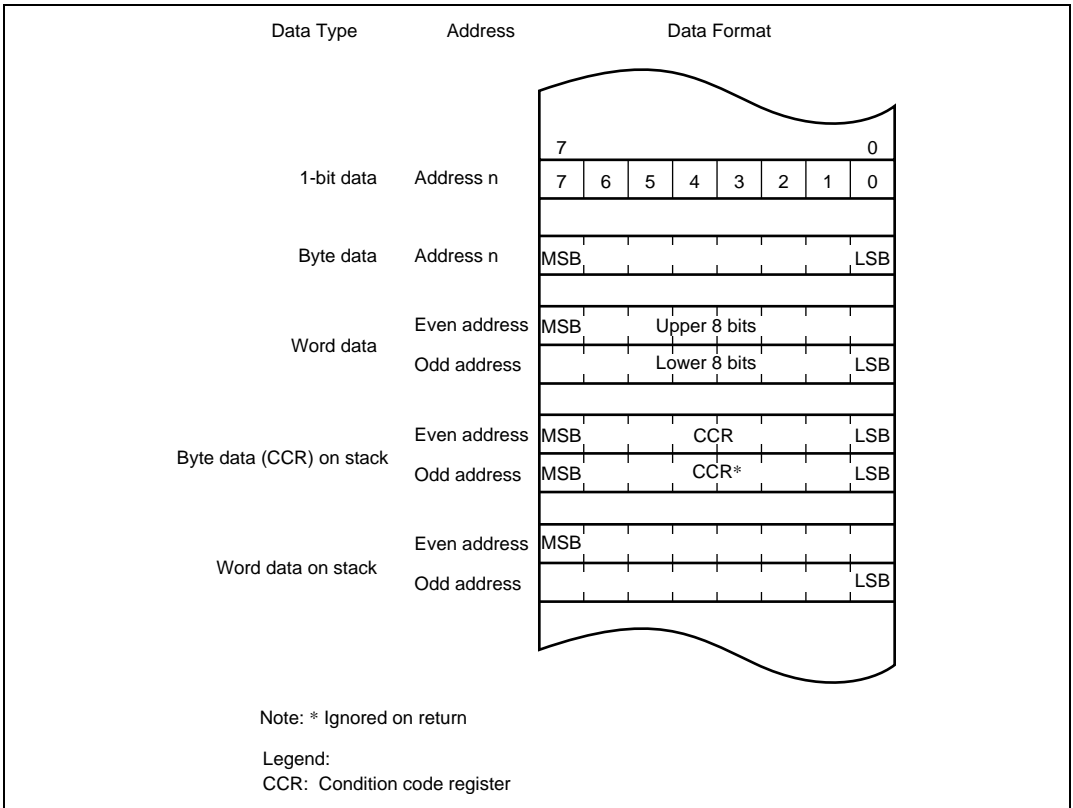 Data Type Address Data Format
7 0
1-bit data Address n 7 6 5 4 3 2 1 0
Byte data Address n MSB LSB
Even address MSB Upper 8 bits
Word data
Odd address Lower 8 bits LSB
Even address MSB CCR LSB
Byte data (CCR) on stack
Odd address MSB CCR* LSB
Even address MSB
Word data on stack
Odd address LSB
Note: * Ignored on return
Legend:
CCR: Condition code register